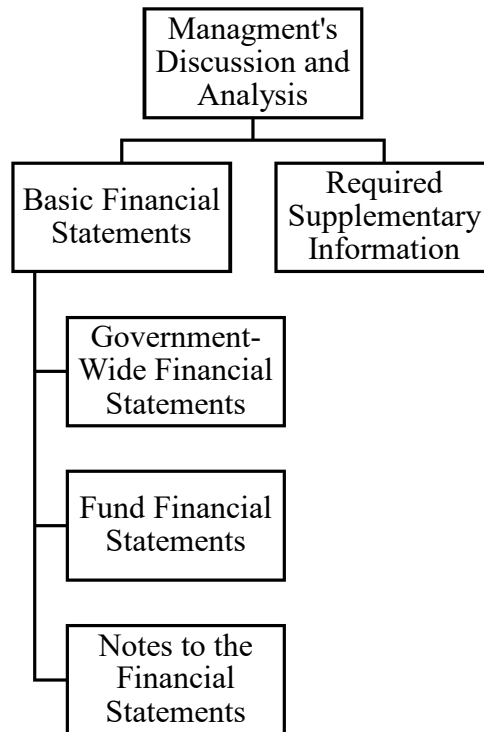 Managment's
Discussion and
Analysis
Basic Financial
Statements
Required
Supplementary
Information
Government-
Wide Financial
Statements
Fund Financial
Statements
Notes to the
Financial
Statements